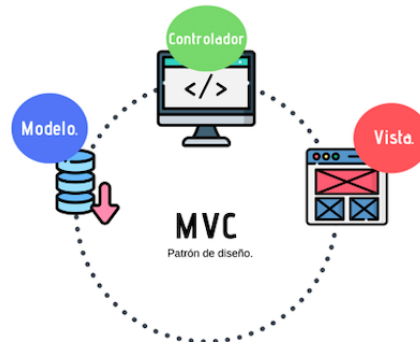 Controlador
</>
Modelo.
Vista.
MVC
Patrón de diseño.